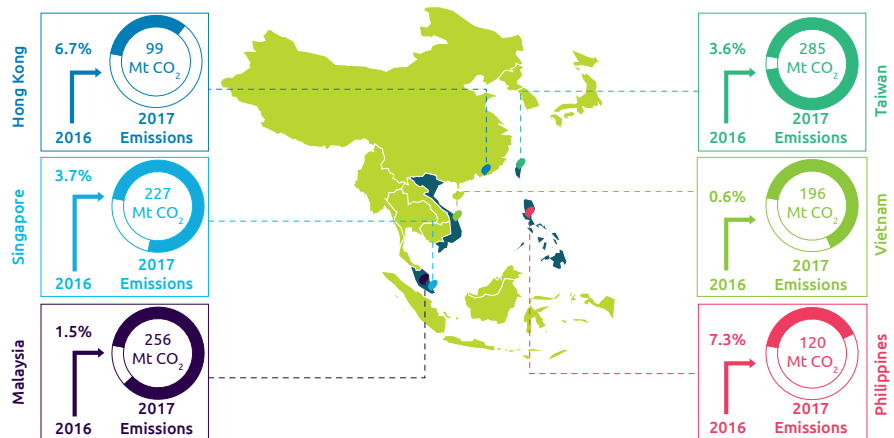 Hong Kong
6.7%
99
Mt CO2
2016
2017
Emissions
Singapore
3.7%
227
Mt CO2
2016
2017
Emissions
Malaysia
1.5%
256
Mt CO2
2016
2017
Emissions
Taiwan
3.6%
285
Mt CO2
2016
2017
Emissions
Vietnam
0.6%
196
Mt CO2
2016
2017
Emissions
Philippines
7.3%
120
Mt CO2
2016
2017
Emissions